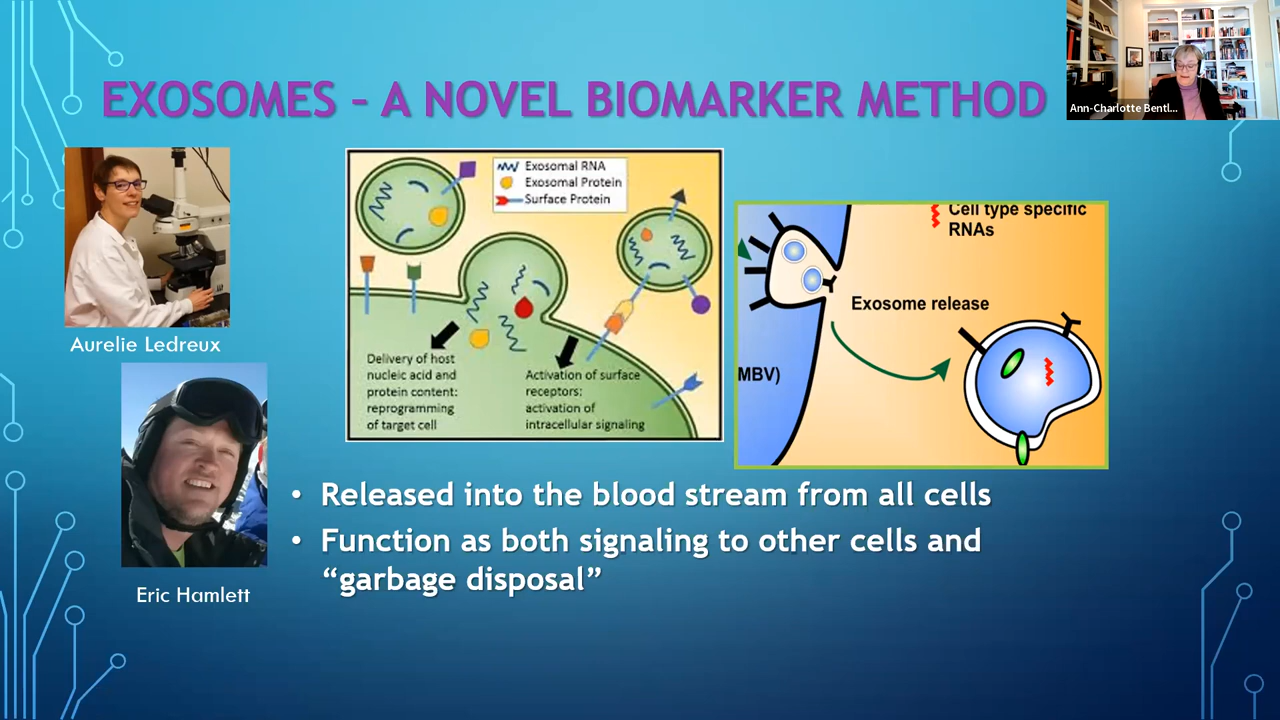 EXOSOMES - A NOVEL BIOMARKER METHOD
Ann-Charlotte Bentl...
Aurelie Ledreux
Eric Hamlett
Exosomal RNA
Exosomal Protein
Surface Protein
Delivery of host
nucleic acid and
protein content:
reprogramming
of target cell
Activation of surface
receptors:
activation of
intracellular signaling
Cell type specific
RNAs
Exosome release
MBV)
• Released into the blood stream from all cells
• Function as both signaling to other cells and
“garbage disposal”